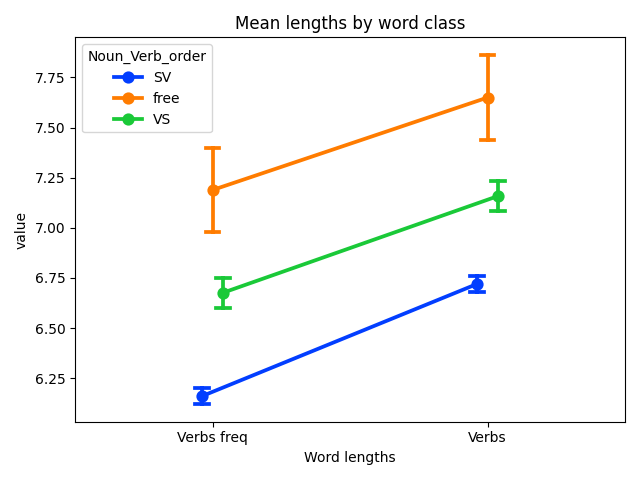 Mean lengths by word class
Noun_Verb_order
SV
free
VS
value
7.75
7.50
7.25
7.00
6.75
6.50
6.25
Verbs freq
Verbs
Word lengths